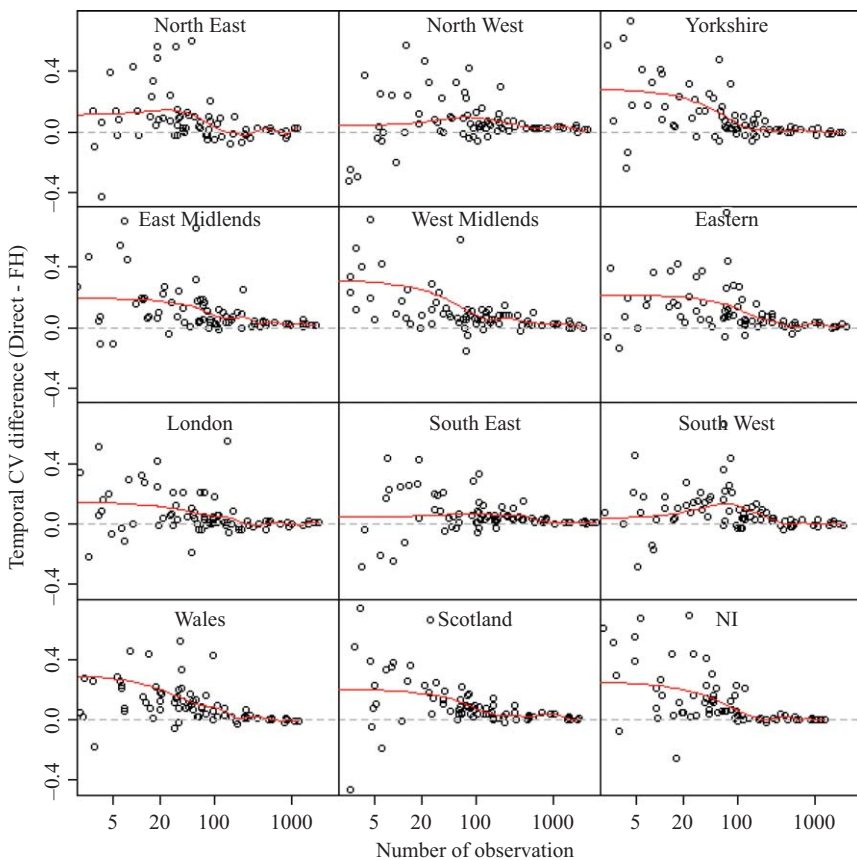 North East North West Yorkshire
0.4
0.0
−0.4
East Midlends West Midlends Eastern
0.4
0.0
−0.4
London South East South West
0.4
0.0
−0.4
Wales Scotland NI
0.4
0.0
−0.4
5 20 100 1000 5 20 100 1000 5 20 100 1000
Number of observation
Temporal CV difference (Direct - FH)